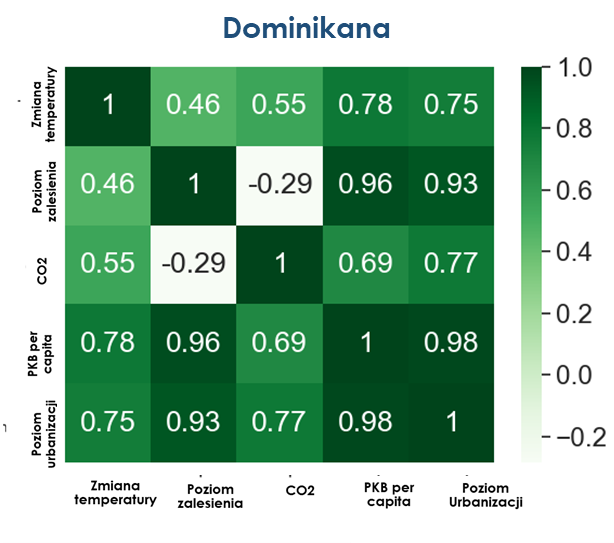 Dominikana
Zmiana
temperatury
1 0.46 0.55 0.78 0.75
Poziom
zalesienia
0.46 1 -0.29 0.96 0.93
CO2
0.55 -0.29 1 0.69 0.77
PKB per
capita
0.78 0.96 0.69 1 0.98
Poziom
urbanizacji
0.75 0.93 0.77 0.98 1
Zmiana
temperatury
Poziom
zalesienia
CO2
PKB per
capita
Poziom
Urbanizacji
1.0
0.8
0.6
0.4
0.2
0.0
−0.2